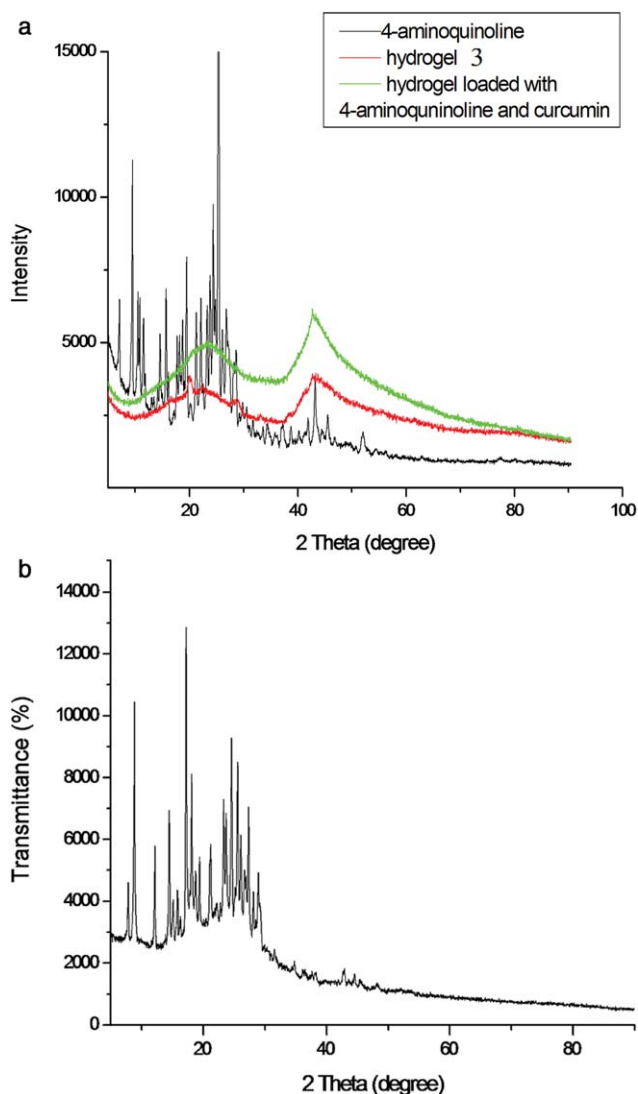 a
4-aminoquinoline
hydrogel 3
hydrogel loaded with
4-aminoquninoline and curcumin
15000
10000
5000
Intensity
20 40 60 80 100
2 Theta (degree)
b
14000
12000
10000
8000
6000
4000
2000
0
Transmittance (%)
20 40 60 80
2 Theta (degree)